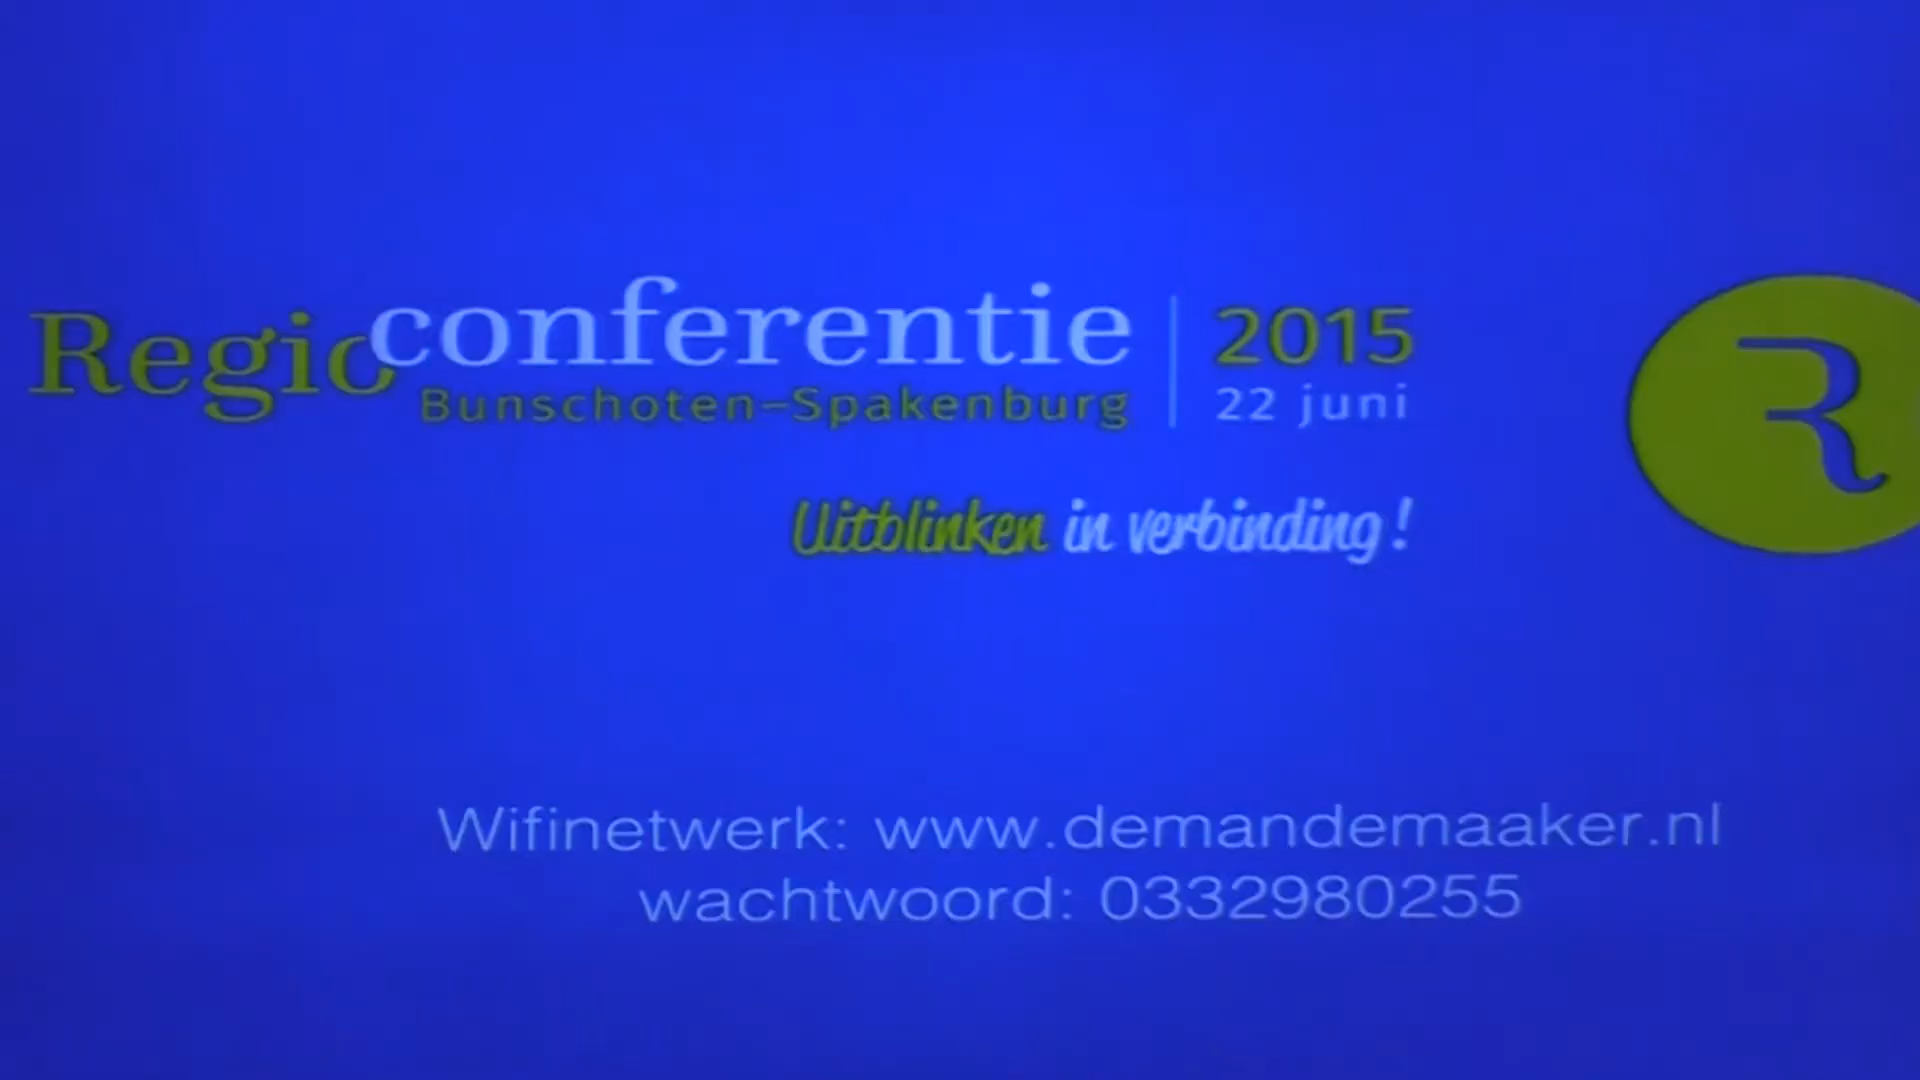 Regioconferentie | 2015
Bunschoten-Spakenburg 22 juni
Uitblinken in verbinding!
R
Wifinetwerk: www.demandemaaker.nl
wachtwoord: 0332980255